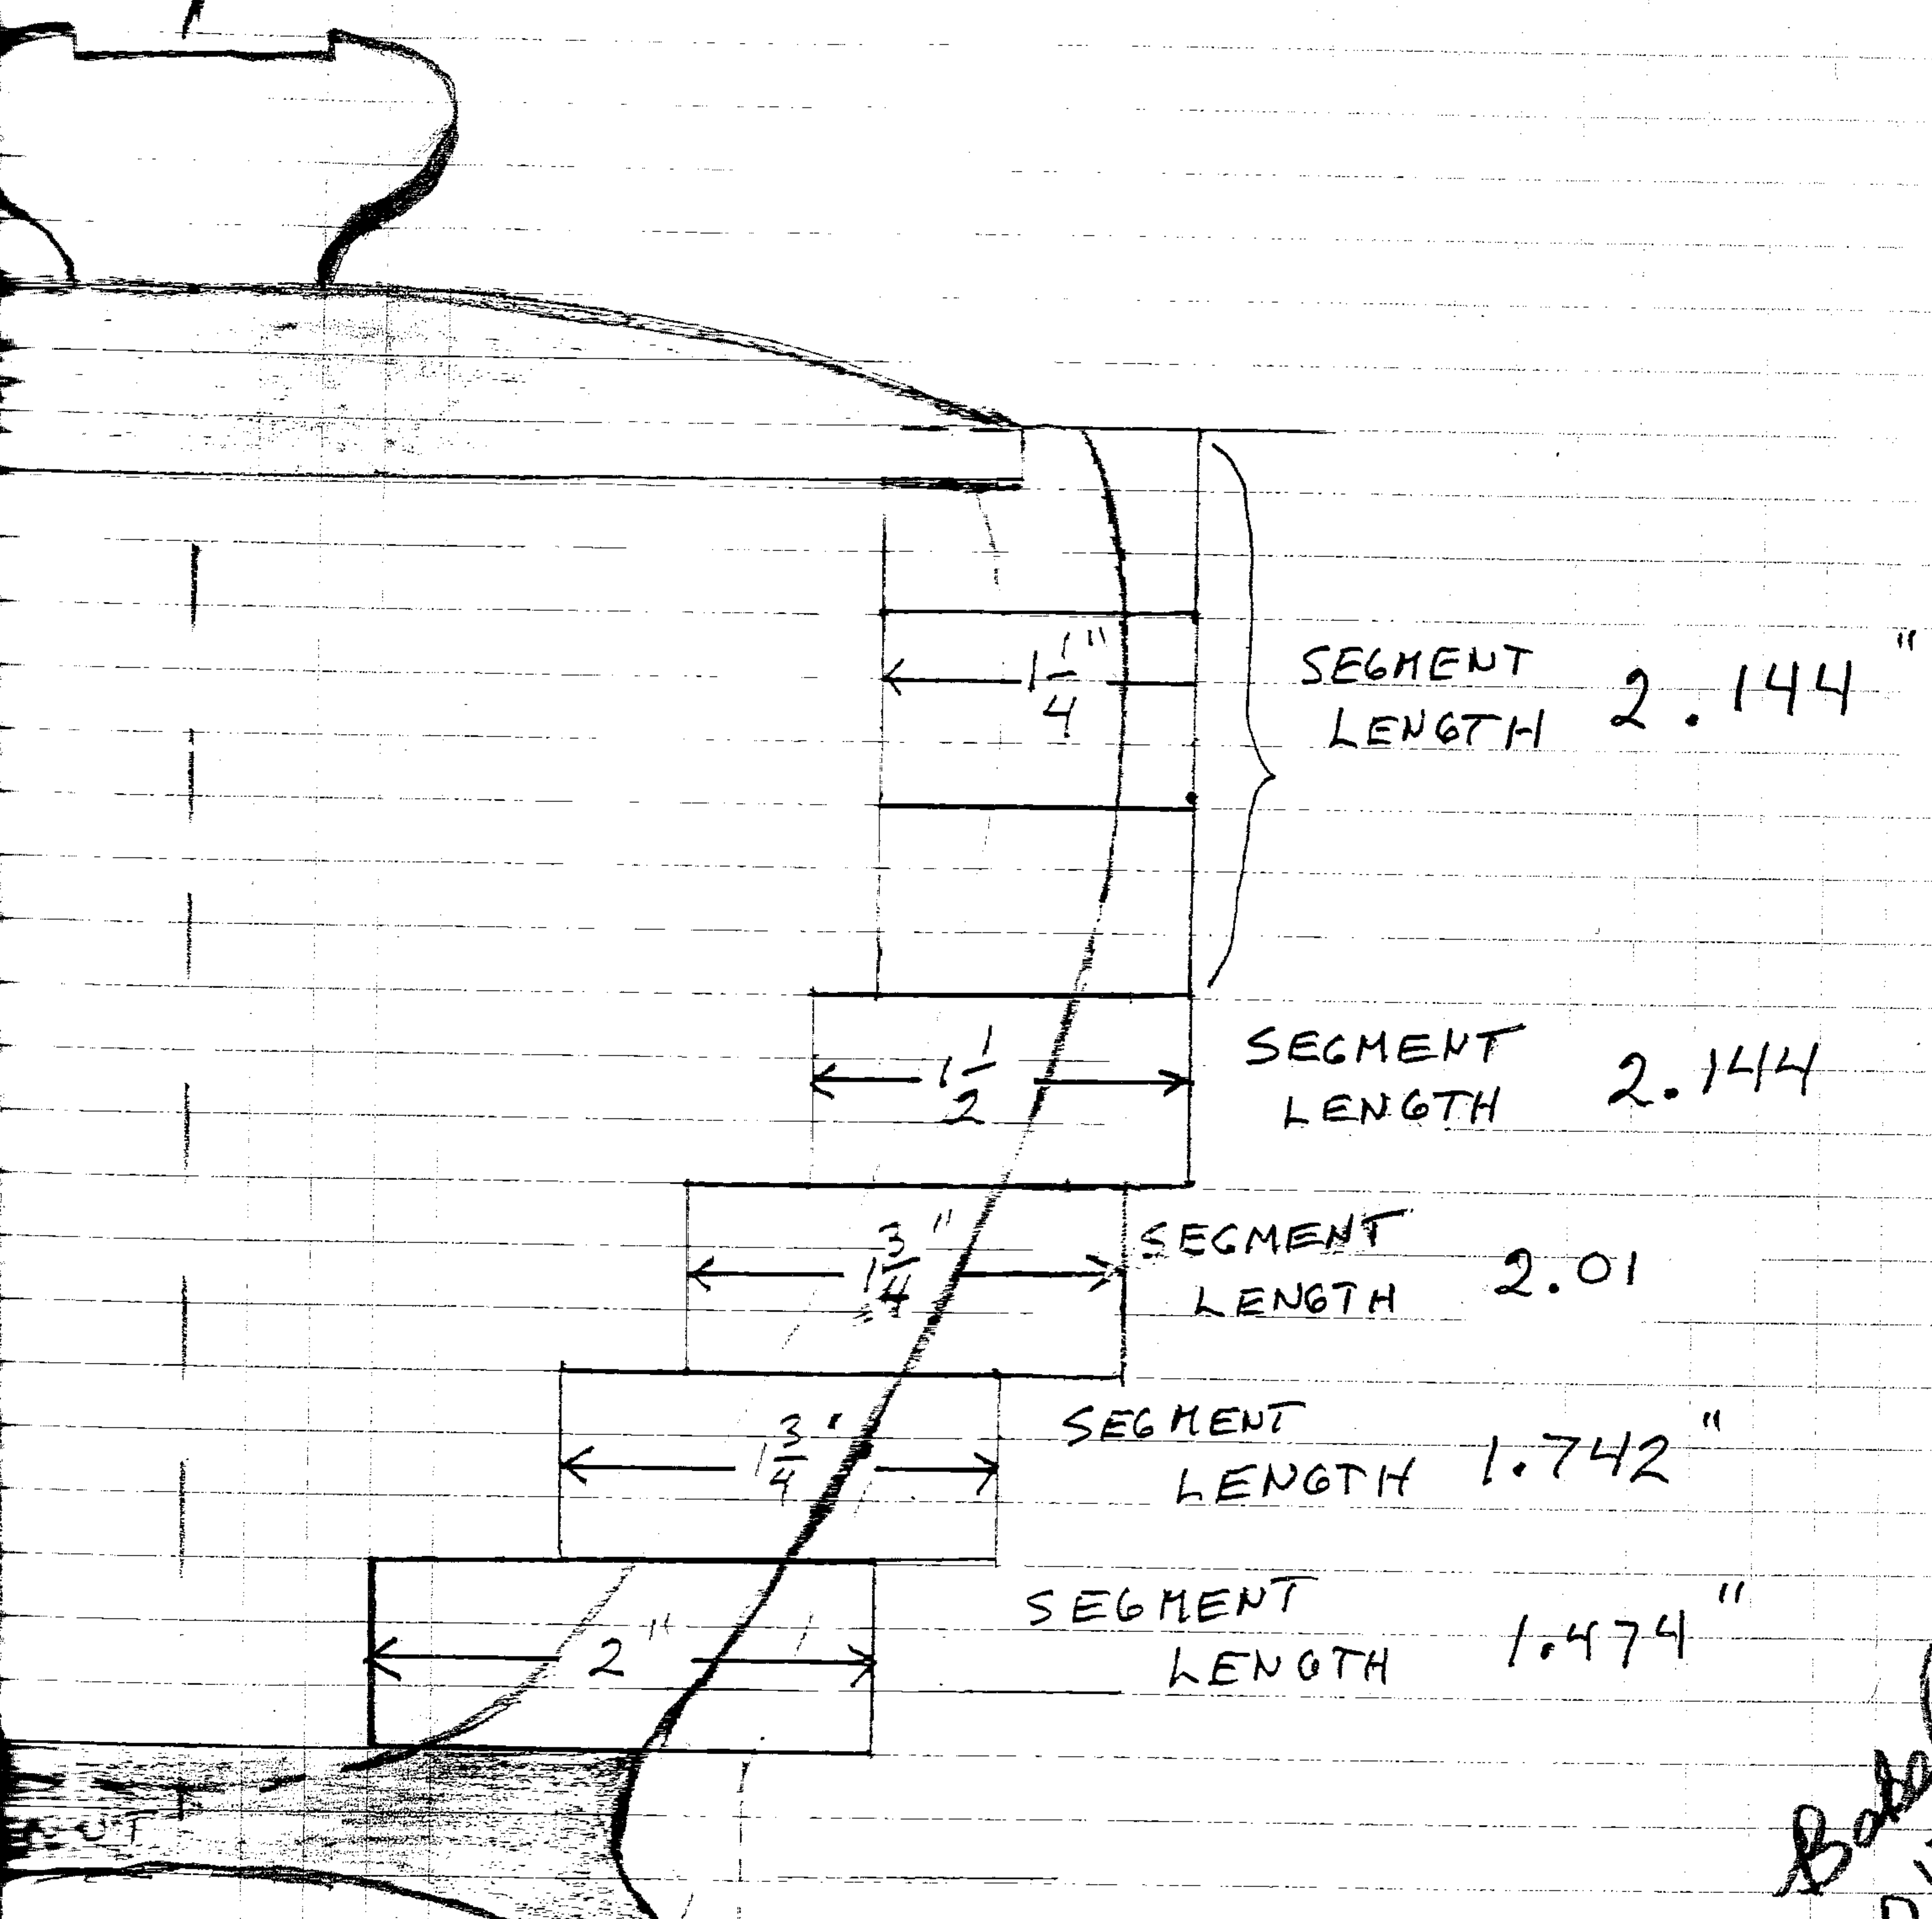 1 1/4"
SEGMENT
LENGTH 2.144"
1 1/2
SEGMENT
LENGTH 2.144
1 3/4"
SEGMENT
LENGTH 2.01
1 3/4"
SEGMENT
LENGTH 1.742"
2"
SEGMENT
LENGTH 1.474"